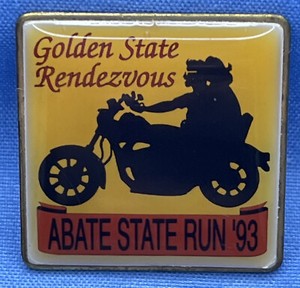 Golden State
Rendezvous
ABATE STATE RUN '93